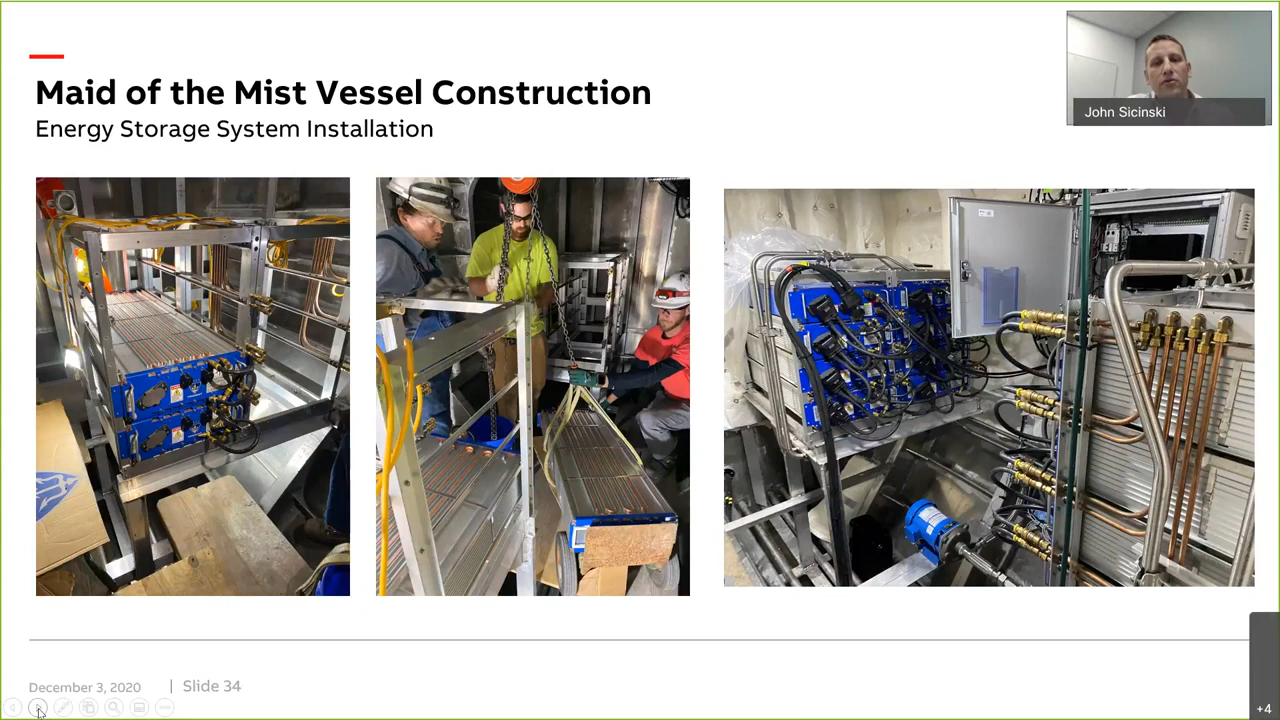 Maid of the Mist Vessel Construction
Energy Storage System Installation
John Sicinski
December 3, 2020 | Slide 34
+4